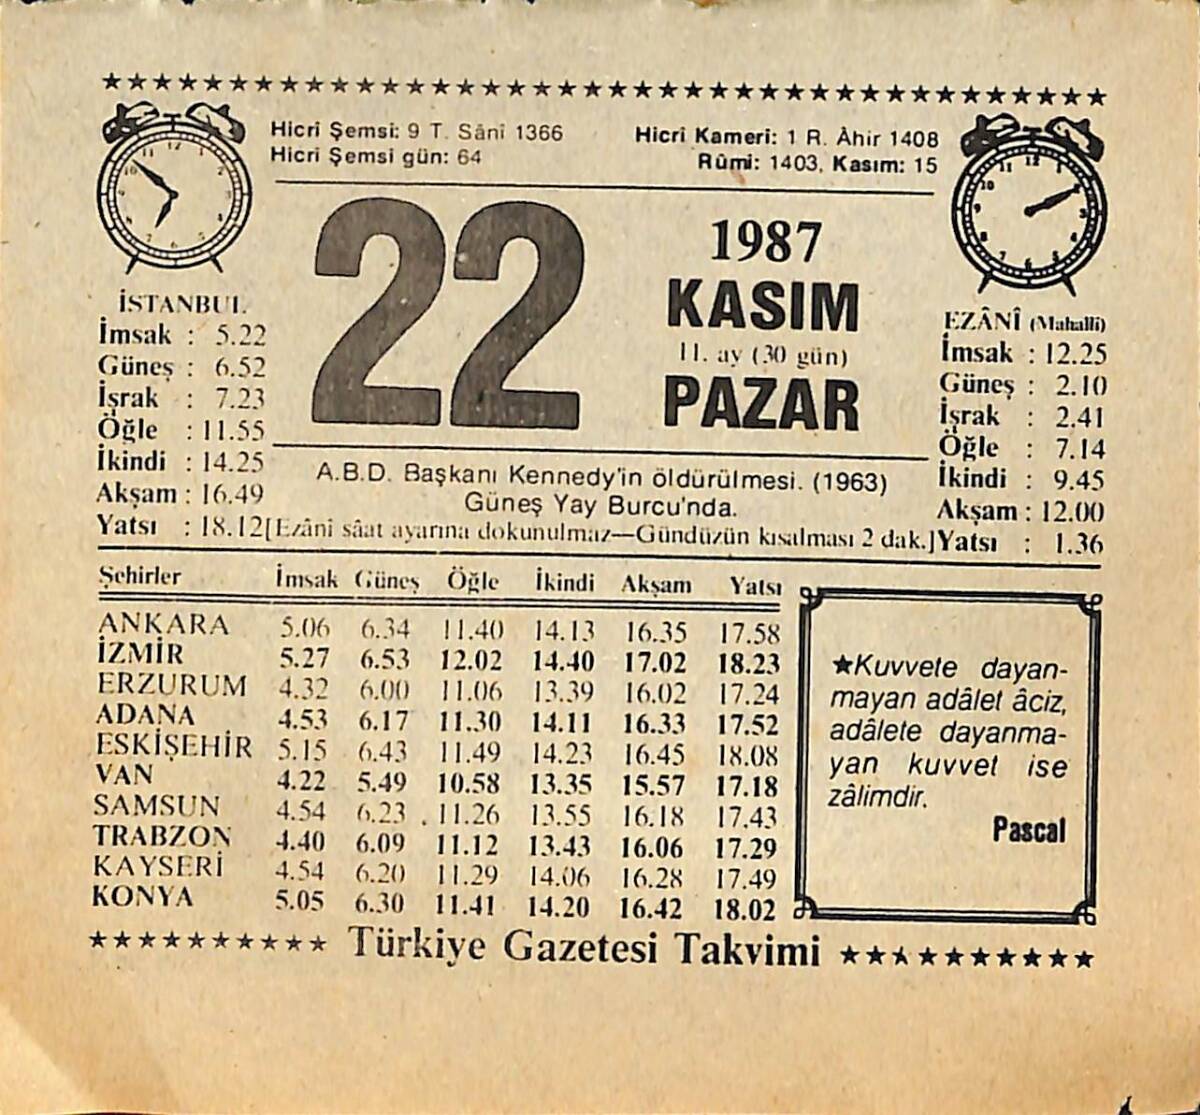 Hicrî Şemsi: 9 T. Sânî 1366
Hicrî Şemsi gün: 64
Hicrî Kameri: 1 R. Âhir 1408
Rûmi: 1403, Kasım: 15
22
1987
KASIM
11. ay (30 gün)
PAZAR
İSTANBUL
İmsak : 5.22
Güneş : 6.52
İşrak : 7.23
Öğle : 11.55
İkindi : 14.25
Akşam : 16.49
Yatsı : 18.12
EZÂNÎ (Mahallî)
İmsak : 12.25
Güneş : 2.10
İşrak : 2.41
Öğle : 7.14
İkindi : 9.45
Akşam : 12.00
Yatsı : 1.36
A.B.D. Başkanı Kennedy'in öldürülmesi. (1963)
Güneş Yay Burcu'nda.
[Ezânî sâat ayarına dokunulmaz—Gündüzün kısalması 2 dak.]
Şehirler İmsak Güneş Öğle İkindi Akşam Yatsı
ANKARA 5.06 6.34 11.40 14.13 16.35 17.58
İZMİR 5.27 6.53 12.02 14.40 17.02 18.23
ERZURUM 4.32 6.00 11.06 13.39 16.02 17.24
ADANA 4.53 6.17 11.30 14.11 16.33 17.52
ESKİŞEHİR 5.15 6.43 11.49 14.23 16.45 18.08
VAN 4.22 5.49 10.58 13.35 15.57 17.18
SAMSUN 4.54 6.23 11.26 13.55 16.18 17.43
TRABZON 4.40 6.09 11.12 13.43 16.06 17.29
KAYSERİ 4.54 6.20 11.29 14.06 16.28 17.49
KONYA 5.05 6.30 11.41 14.20 16.42 18.02
★Kuvvete dayan-
mayan adâlet âciz,
adâlete dayanma-
yan kuvvet ise
zâlimdir.
Pascal
Türkiye Gazetesi Takvimi